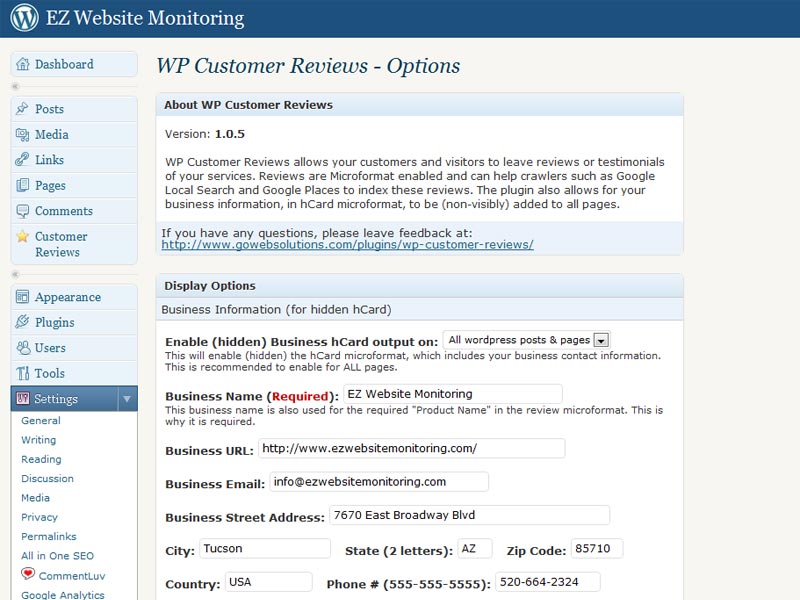 EZ Website Monitoring
Dashboard
Posts
Media
Links
Pages
Comments
Customer
Reviews
Appearance
Plugins
Users
Tools
Settings
General
Writing
Reading
Discussion
Media
Privacy
Permalinks
All in One SEO
CommentLuv
Google Analytics
WP Customer Reviews - Options
About WP Customer Reviews
Version: 1.0.5
WP Customer Reviews allows your customers and visitors to leave reviews or testimonials
of your services. Reviews are Microformat enabled and can help crawlers such as Google
Local Search and Google Places to index these reviews. The plugin also allows for your
business information, in hCard microformat, to be (non-visibly) added to all pages.
If you have any questions, please leave feedback at:
http://www.gowebsolutions.com/plugins/wp-customer-reviews/
Display Options
Business Information (for hidden hCard)
Enable (hidden) Business hCard output on: All wordpress posts & pages
This will enable (hidden) the hCard microformat, which includes your business contact information.
This is recommended to enable for ALL pages.
Business Name (Required): EZ Website Monitoring
This business name is also used for the required "Product Name" in the review microformat. This is
why it is required.
Business URL: http://www.ezwebsitemonitoring.com/
Business Email: info@ezwebsitemonitoring.com
Business Street Address: 7670 East Broadway Blvd
City: Tucson State (2 letters): AZ Zip Code: 85710
Country: USA Phone # (555-555-5555): 520-664-2324